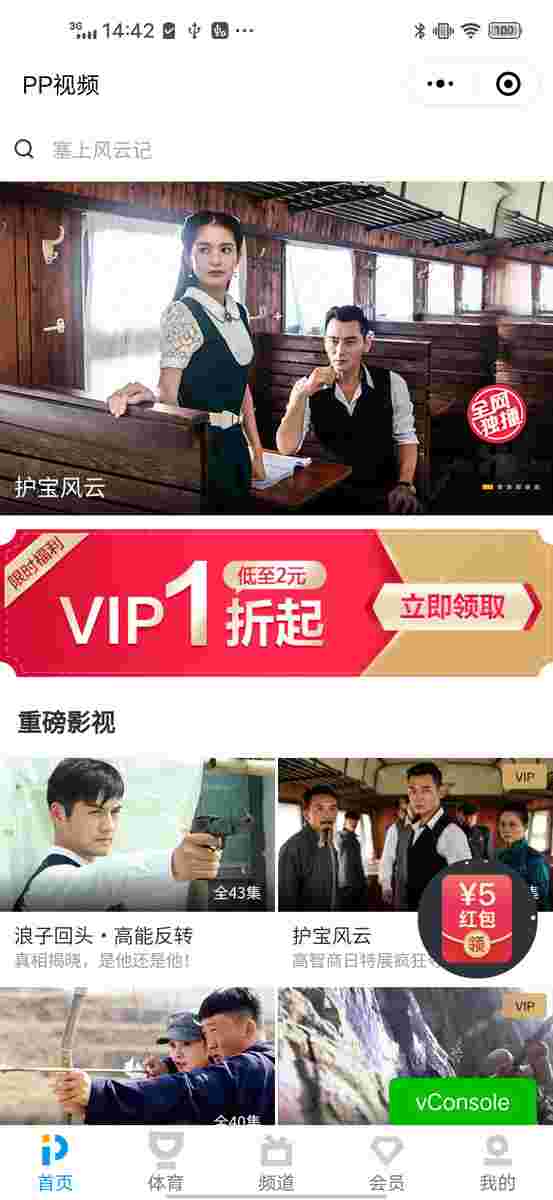 3G 14:42 100
PP视频
塞上风云记
全网
独播
护宝风云
限时福利
VIP1折起
低至2元
立即领取
重磅影视
全43集
VIP
浪子回头·高能反转
真相揭晓，是他还是他！
护宝风云
高智商日特展疯狂
¥5
红包
领
全40集
VIP
vConsole
首页
体育
频道
会员
我的